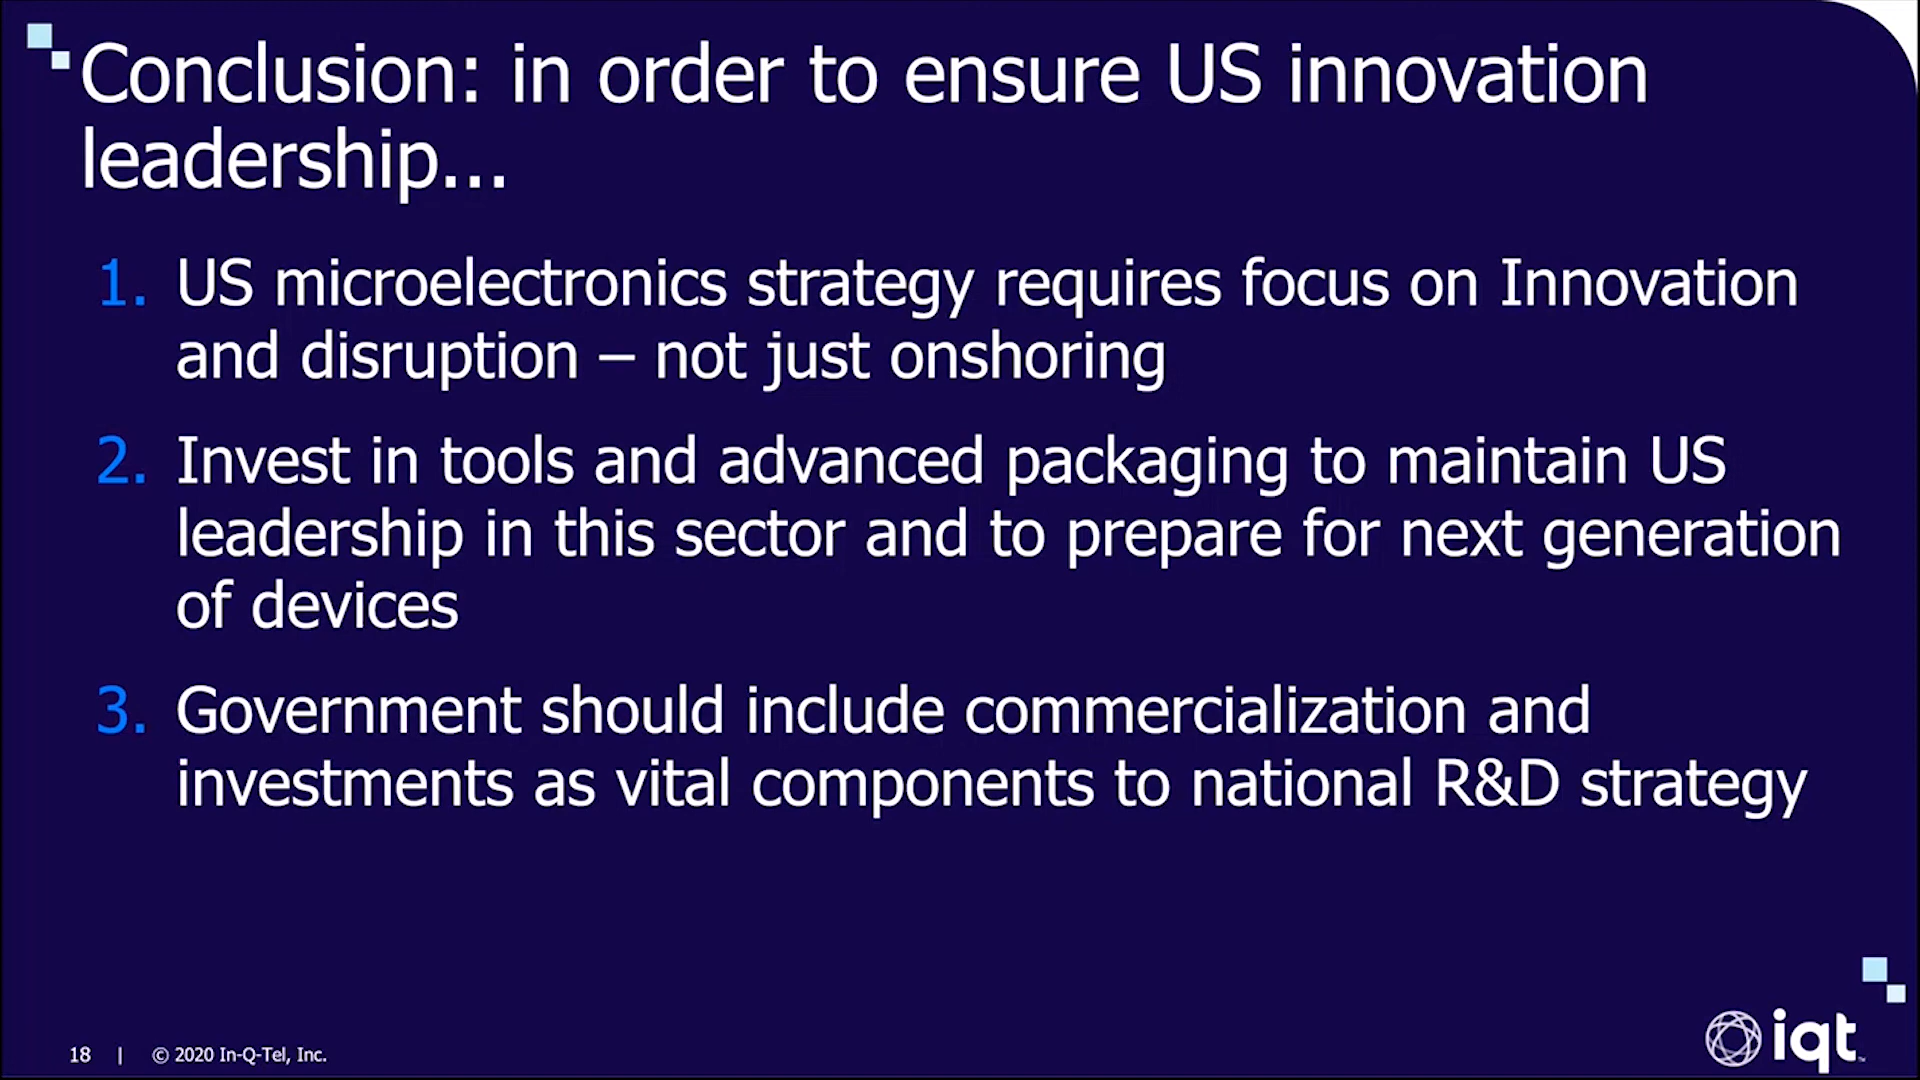 Conclusion: in order to ensure US innovation
leadership...
1. US microelectronics strategy requires focus on Innovation
and disruption – not just onshoring
2. Invest in tools and advanced packaging to maintain US
leadership in this sector and to prepare for next generation
of devices
3. Government should include commercialization and
investments as vital components to national R&D strategy
18 | © 2020 In-Q-Tel, Inc.
iqt™